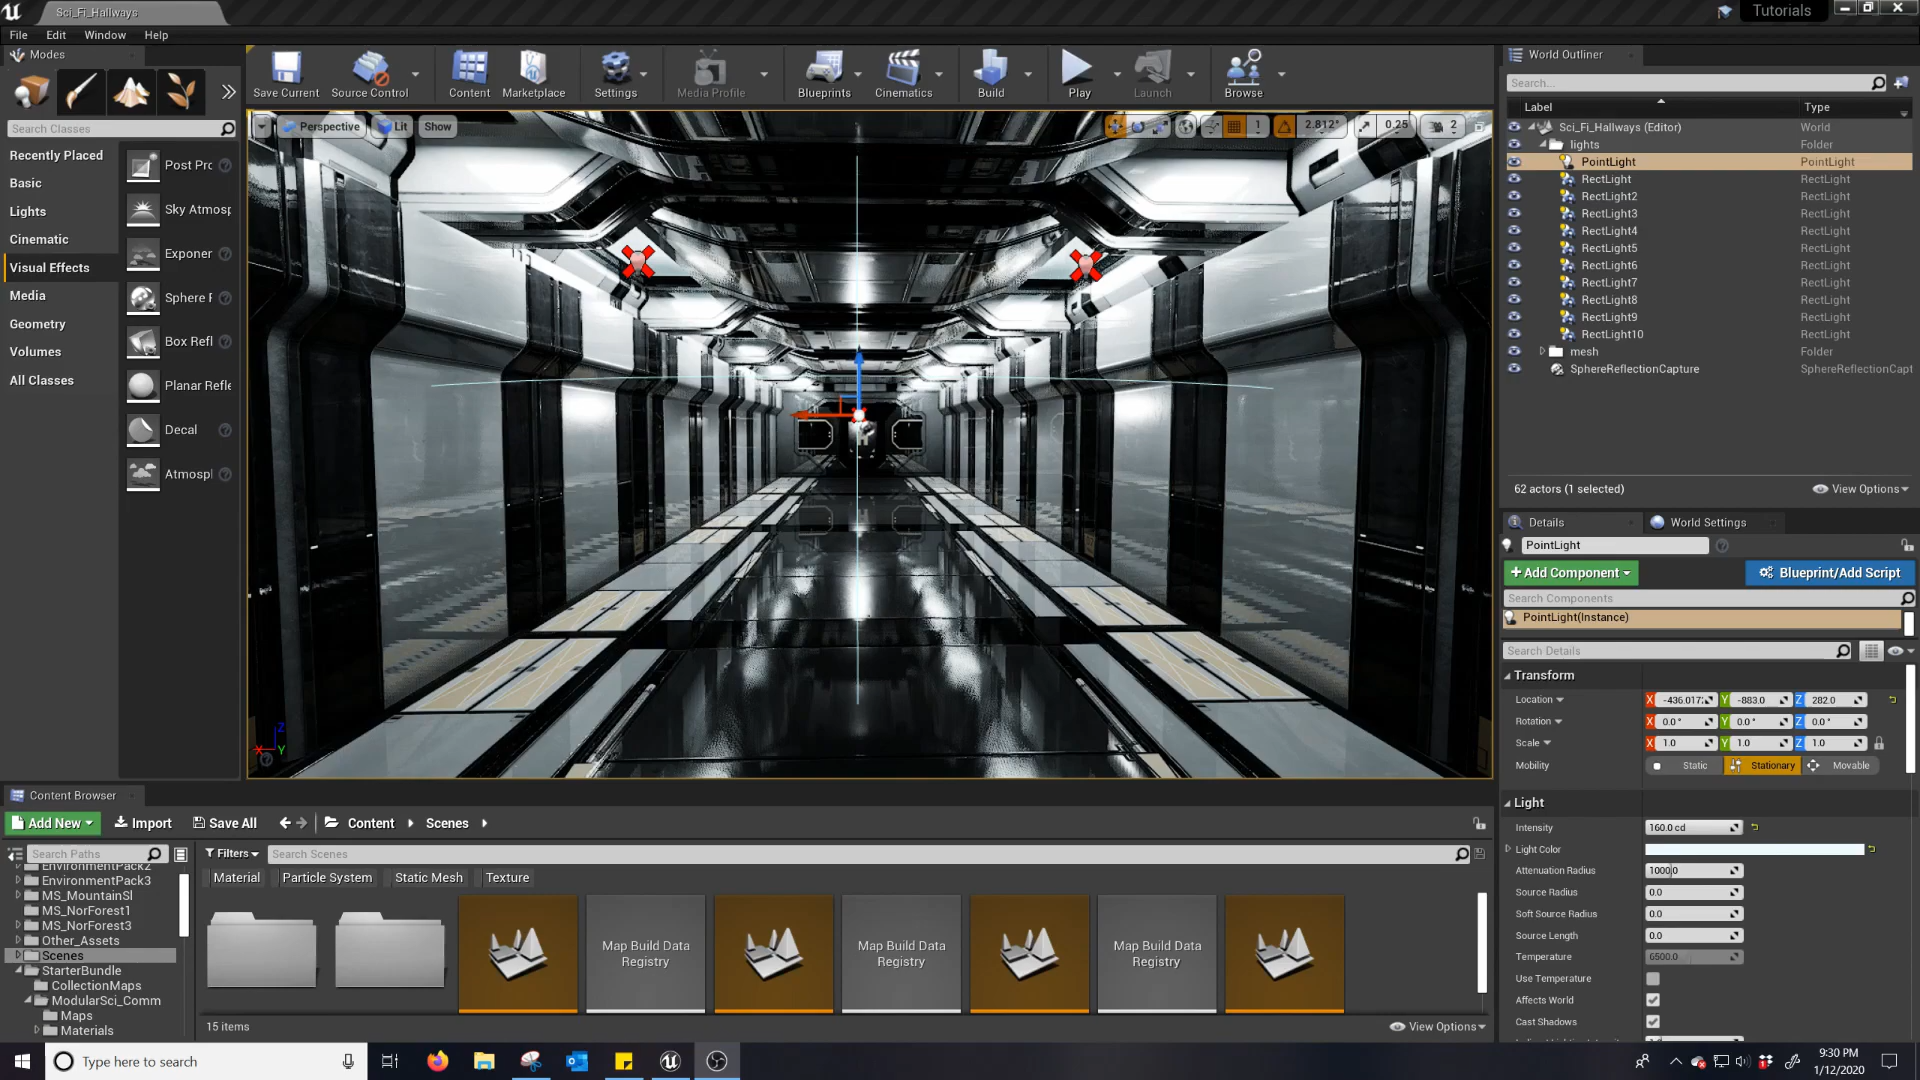 Sci_Fi_Hallways
Tutorials
File Edit Window Help
Modes
Save Current
Source Control
Content
Marketplace
Settings
Media Profile
Blueprints
Cinematics
Build
Play
Launch
Browse
Search Classes
Recently Placed
Basic
Lights
Cinematic
Visual Effects
Media
Geometry
Volumes
All Classes
Post Prc
Sky Atmosp
Exponer
Sphere F
Box Refl
Planar Refle
Decal
Atmospl
Perspective
Lit
Show
1
2.812°
0.25
2
X
Y
Z
World Outliner
Search...
Label Type
Sci_Fi_Hallways (Editor) World
lights Folder
PointLight PointLight
RectLight RectLight
RectLight2 RectLight
RectLight3 RectLight
RectLight4 RectLight
RectLight5 RectLight
RectLight6 RectLight
RectLight7 RectLight
RectLight8 RectLight
RectLight9 RectLight
RectLight10 RectLight
mesh Folder
SphereReflectionCapture SphereReflectionCapt
62 actors (1 selected)
View Options
Details
World Settings
PointLight
+ Add Component
Blueprint/Add Script
Search Components
PointLight(Instance)
Search Details
Transform
Location X -436.017 Y -883.0 Z 282.0
Rotation X 0.0° Y 0.0° Z 0.0°
Scale X 1.0 Y 1.0 Z 1.0
Mobility Static Stationary Movable
Light
Intensity 160.0 cd
Light Color
Attenuation Radius 1000.0
Source Radius 0.0
Soft Source Radius 0.0
Source Length 0.0
Temperature 6500.0
Use Temperature
Affects World
Cast Shadows
Content Browser
Add New
Import
Save All
Content
Scenes
Search Paths
EnvironmentPack2
EnvironmentPack3
MS_MountainSl
MS_NorForest1
MS_NorForest3
Other_Assets
Scenes
StarterBundle
CollectionMaps
ModularSci_Comm
Maps
Materials
Filters
Search Scenes
Material
Particle System
Static Mesh
Texture
Map Build Data
Registry
Map Build Data
Registry
Map Build Data
Registry
15 items
View Options
Type here to search
9:30 PM
1/12/2020